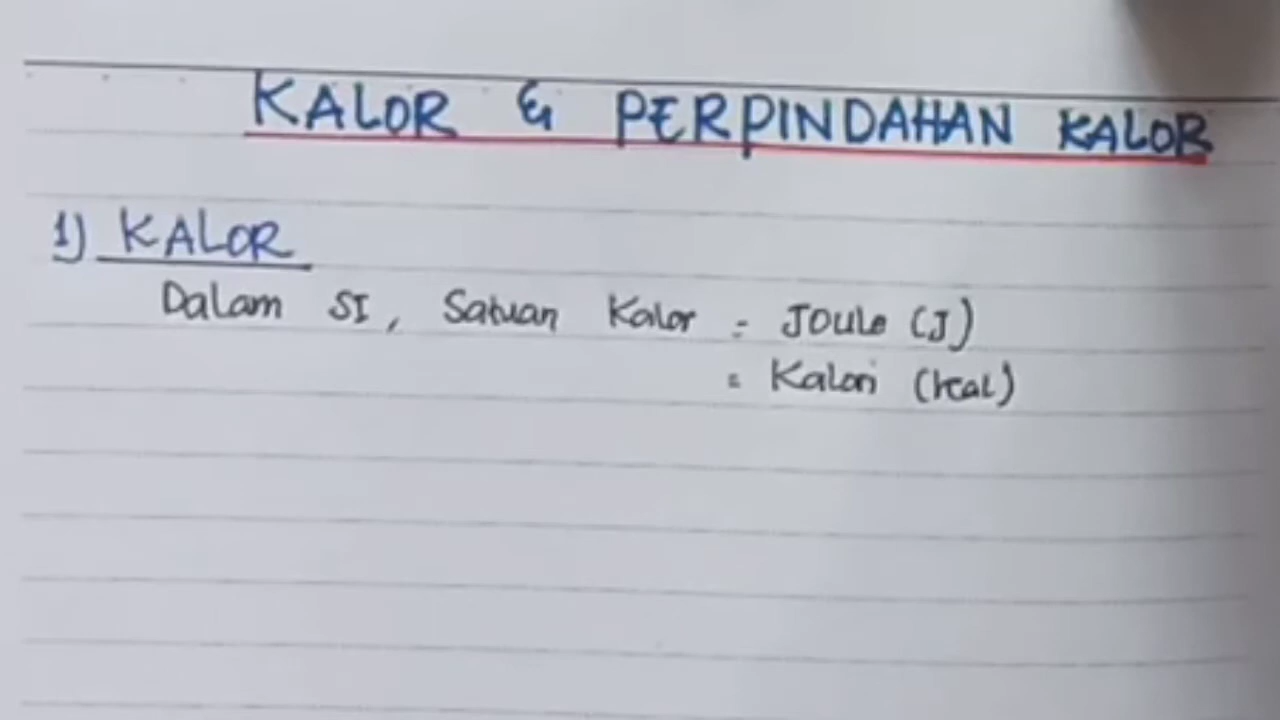 KALOR & PERPINDAHAN KALOR
1) KALOR
Dalam SI, Satuan Kalor = Joule (J)
= Kalori (kal)